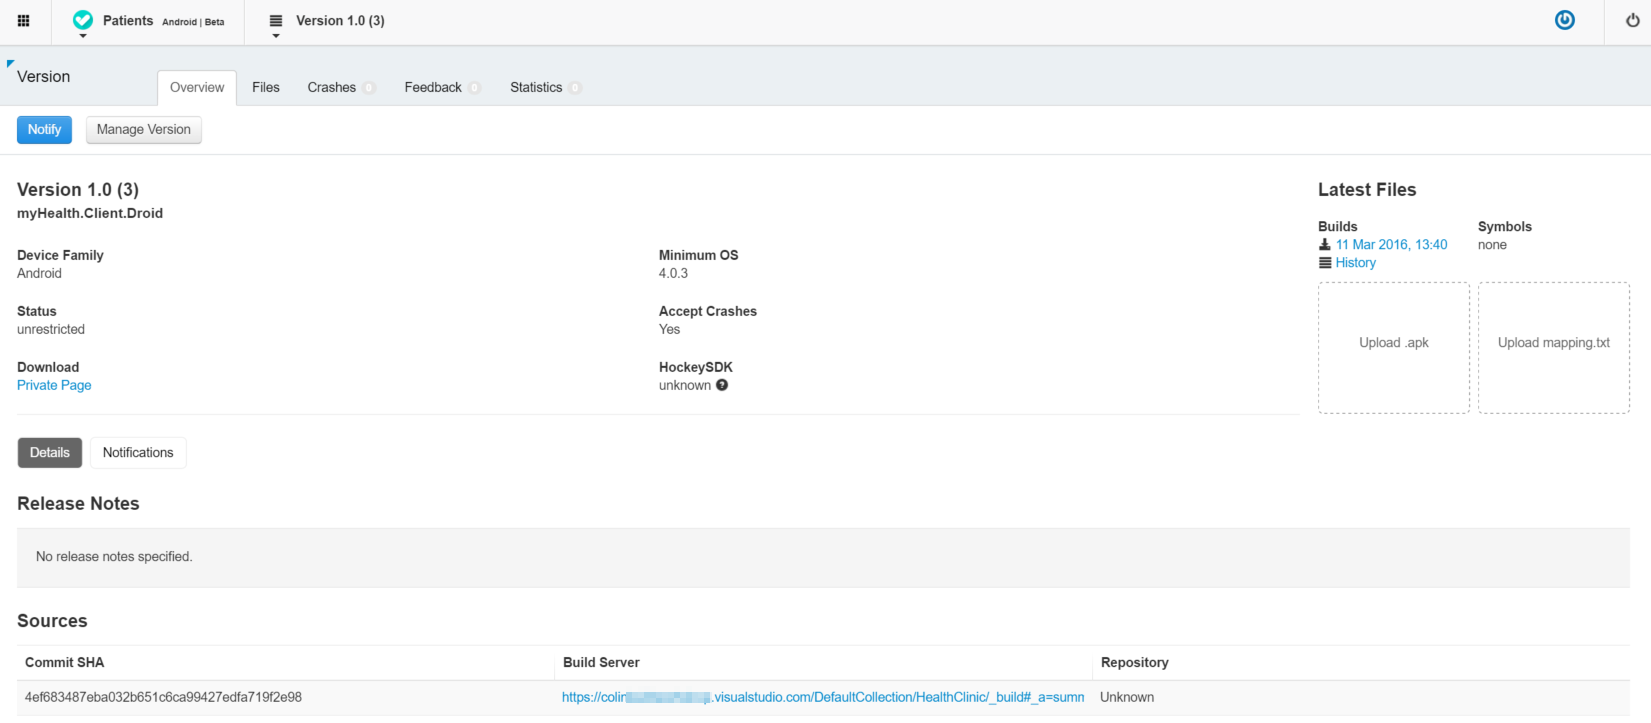 Patients Android | Beta
Version 1.0 (3)
Version
Overview
Files
Crashes 0
Feedback 0
Statistics 0
Notify
Manage Version
Version 1.0 (3)
myHealth.Client.Droid
Device Family
Android
Minimum OS
4.0.3
Status
unrestricted
Accept Crashes
Yes
Download
Private Page
HockeySDK
unknown ?
Latest Files
Builds
11 Mar 2016, 13:40
History
Symbols
none
Upload .apk
Upload mapping.txt
Details
Notifications
Release Notes
No release notes specified.
Sources
Commit SHA
Build Server
Repository
4ef683487eba032b651c6ca99427edfa719f2e98
https://colin .visualstudio.com/DefaultCollection/HealthClinic/_build#_a=sumn
Unknown